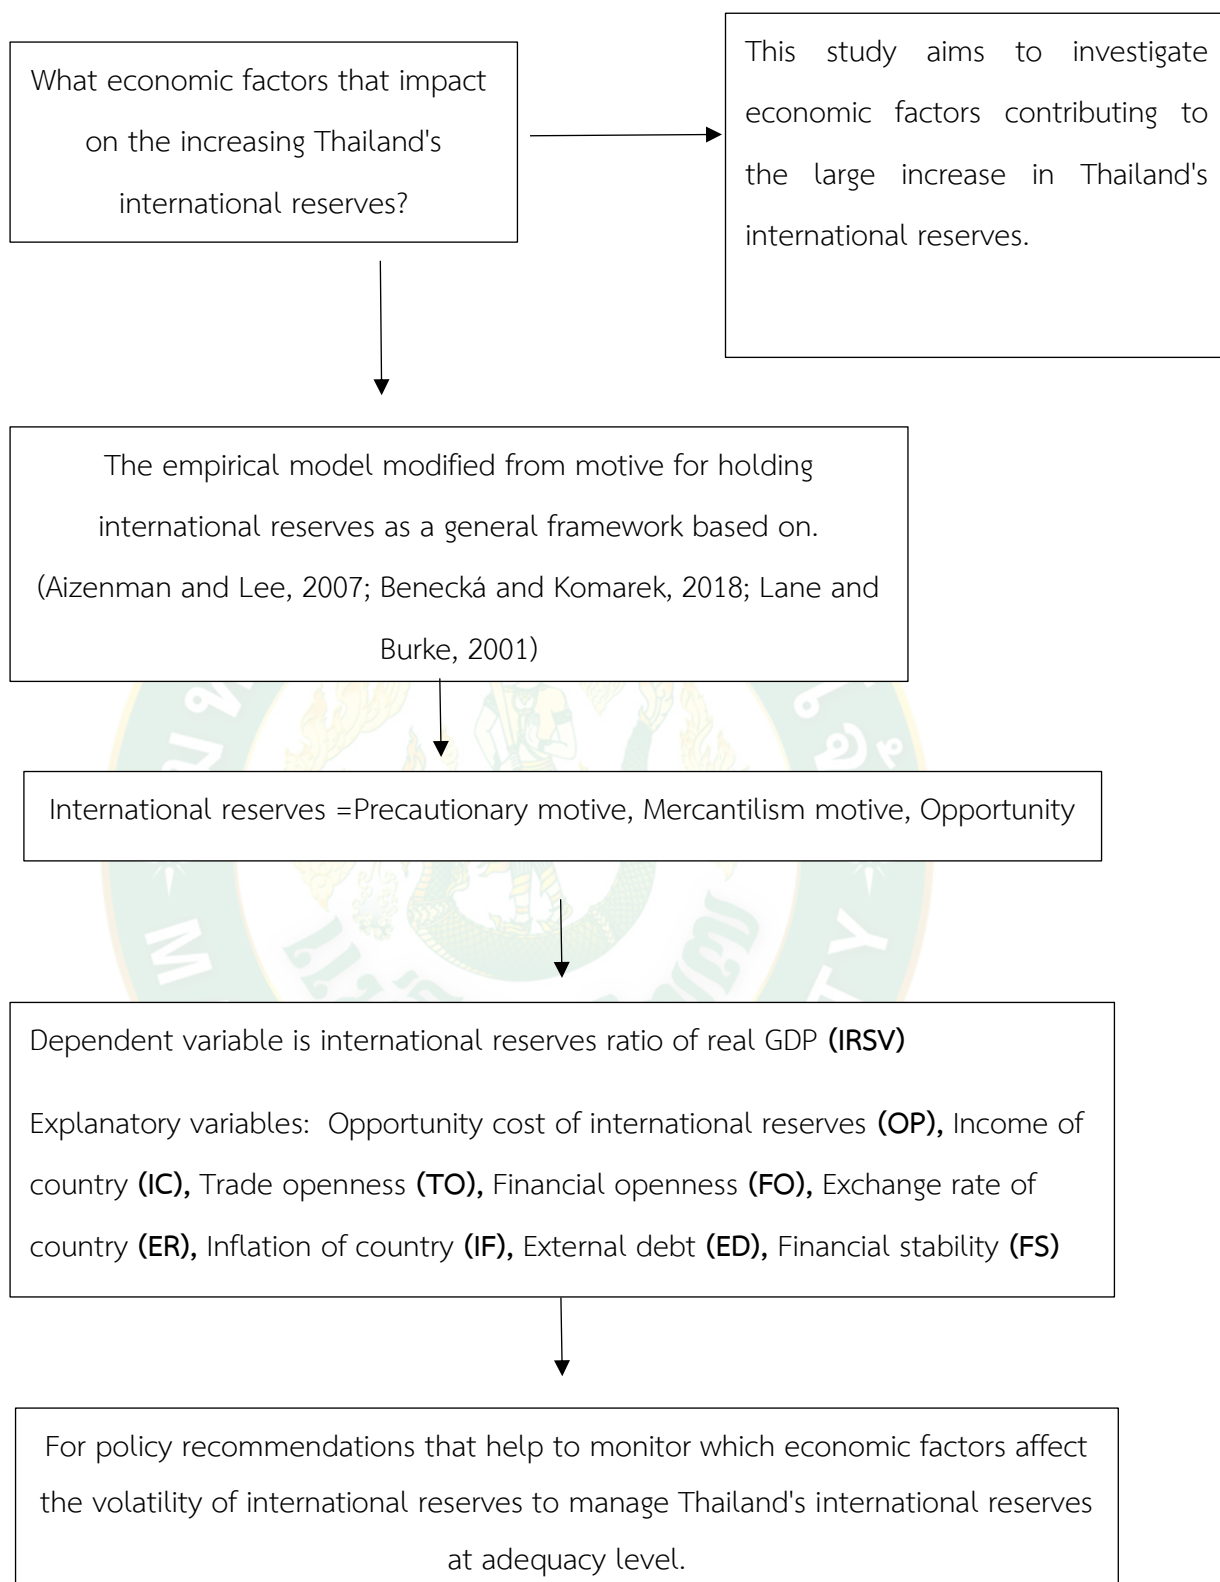 What economic factors that impact
on the increasing Thailand's
international reserves?
This study aims to investigate
economic factors contributing to
the large increase in Thailand's
international reserves.
The empirical model modified from motive for holding
international reserves as a general framework based on.
(Aizenman and Lee, 2007; Benecká and Komarek, 2018; Lane and
Burke, 2001)
International reserves =Precautionary motive, Mercantilism motive, Opportunity
Dependent variable is international reserves ratio of real GDP (IRSV)
Explanatory variables: Opportunity cost of international reserves (OP), Income of
country (IC), Trade openness (TO), Financial openness (FO), Exchange rate of
country (ER), Inflation of country (IF), External debt (ED), Financial stability (FS)
For policy recommendations that help to monitor which economic factors affect
the volatility of international reserves to manage Thailand's international reserves
at adequacy level.